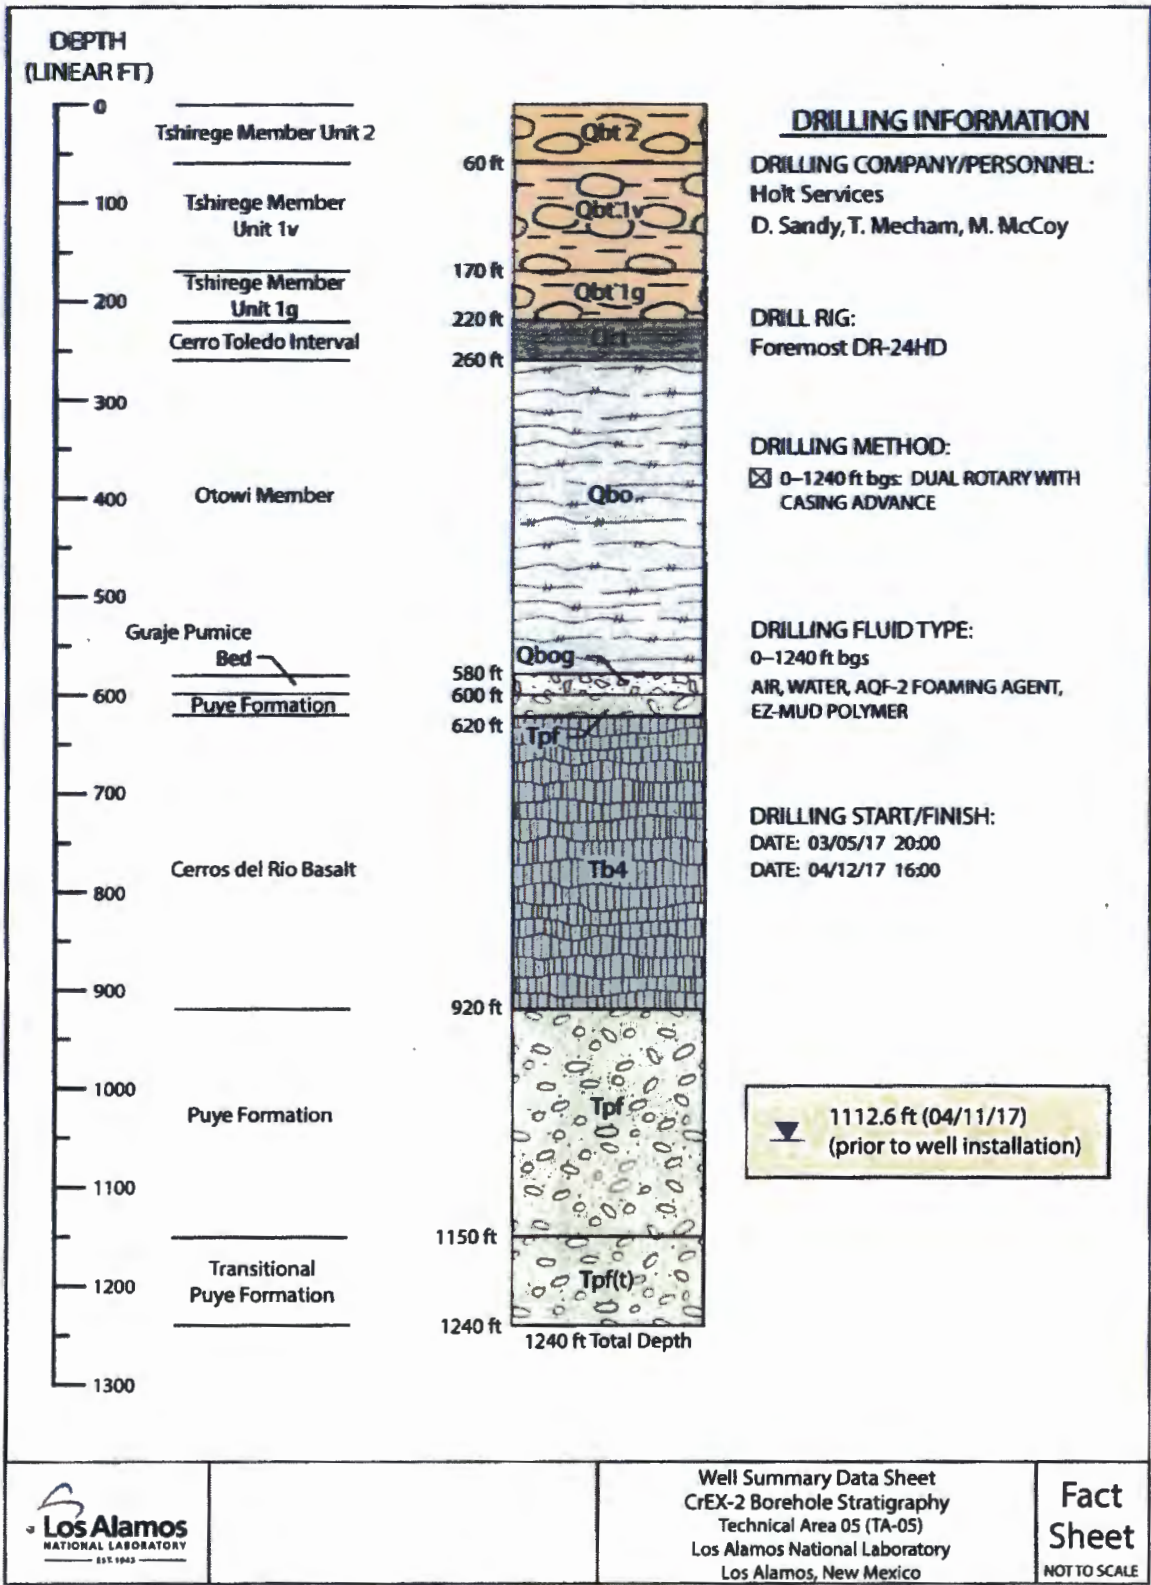 DEPTH
(LINEAR FT)
0
100
200
300
400
500
600
700
800
900
1000
1100
1200
1300
Tshirege Member Unit 2
Tshirege Member
Unit 1v
Tshirege Member
Unit 1g
Cerro Toledo Interval
Otowi Member
Guaje Pumice
Bed
Puye Formation
Cerros del Rio Basalt
Puye Formation
Transitional
Puye Formation
60 ft
170 ft
220 ft
260 ft
580 ft
600 ft
620 ft
920 ft
1150 ft
1240 ft
Qbt 2
Qbt 1v
Qbt 1g
Qbo
Qbog
Tpf
Tb4
Tpf
Tpf(t)
1240 ft Total Depth
DRILLING INFORMATION
DRILLING COMPANY/PERSONNEL:
Holt Services
D. Sandy, T. Mecham, M. McCoy
DRILL RIG:
Foremost DR-24HD
DRILLING METHOD:
0–1240 ft bgs: DUAL ROTARY WITH
CASING ADVANCE
DRILLING FLUID TYPE:
0–1240 ft bgs
AIR, WATER, AQF-2 FOAMING AGENT,
EZ-MUD POLYMER
DRILLING START/FINISH:
DATE: 03/05/17 20:00
DATE: 04/12/17 16:00
1112.6 ft (04/11/17)
(prior to well installation)
Los Alamos
NATIONAL LABORATORY
EST. 1943
Well Summary Data Sheet
CrEX-2 Borehole Stratigraphy
Technical Area 05 (TA-05)
Los Alamos National Laboratory
Los Alamos, New Mexico
Fact
Sheet
NOT TO SCALE